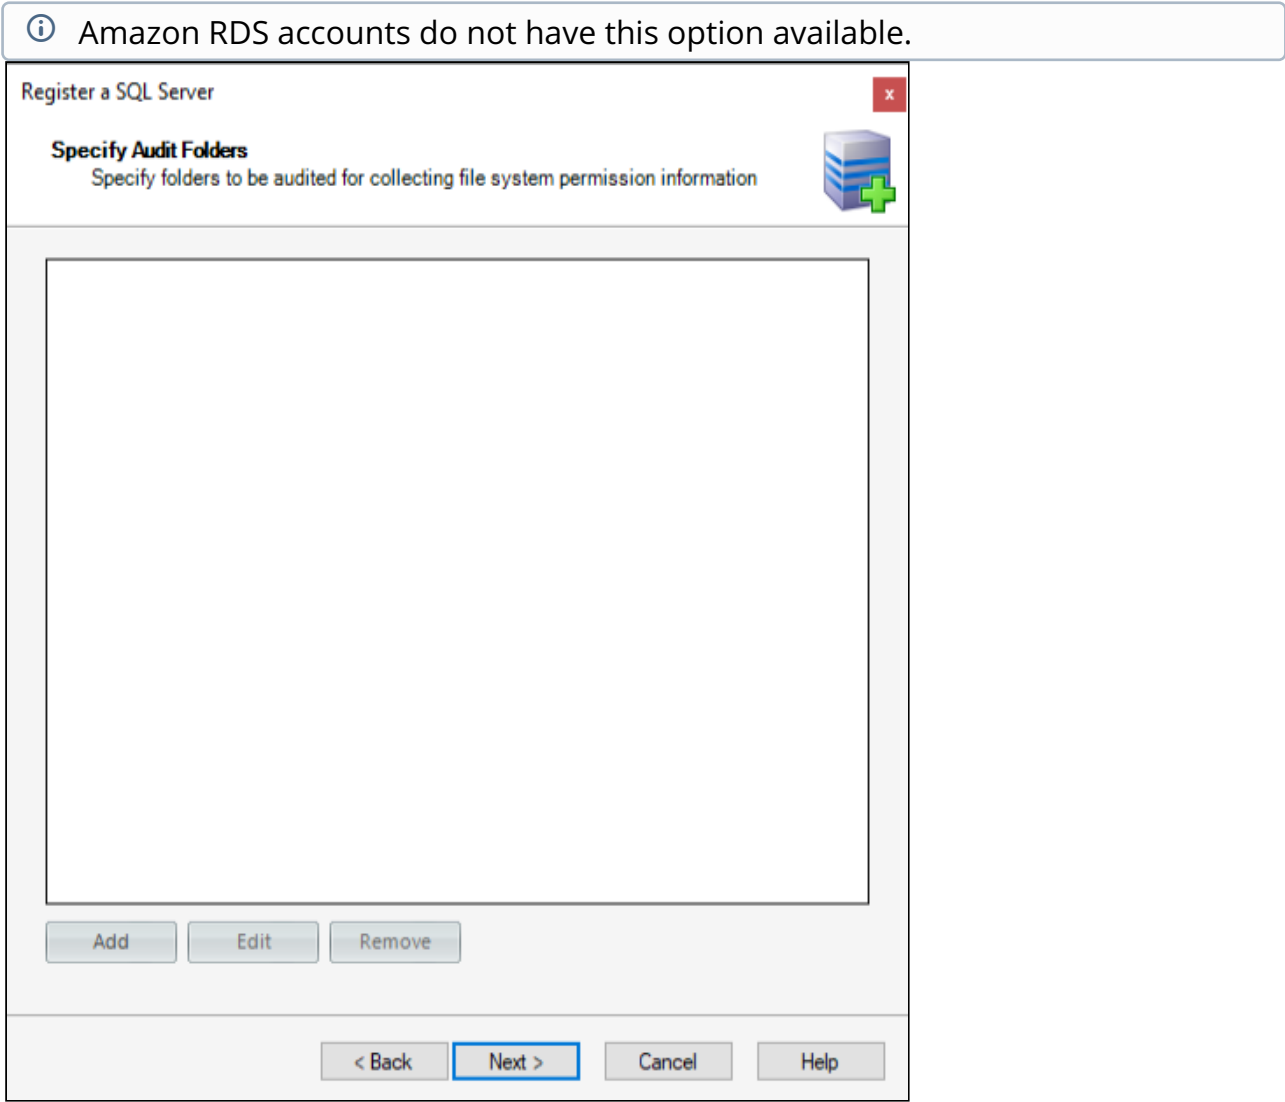 Amazon RDS accounts do not have this option available.
Register a SQL Server
x
Specify Audit Folders
Specify folders to be audited for collecting file system permission information
Add Edit Remove
< Back Next > Cancel Help